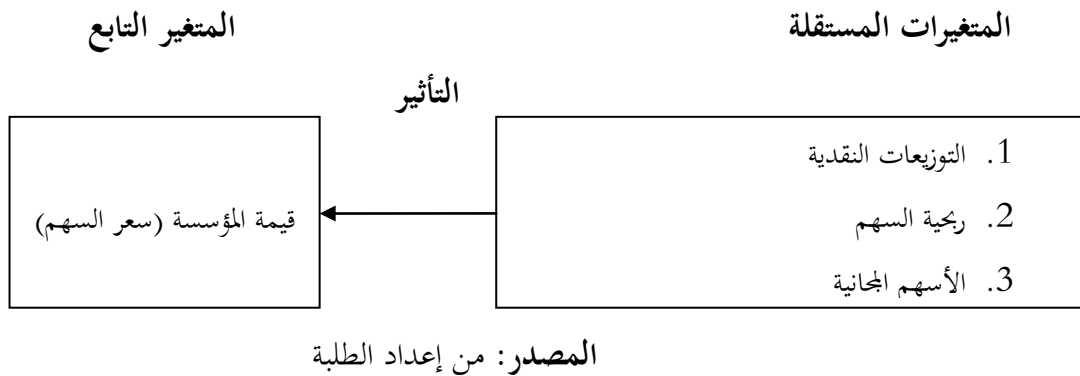 المتغيرات المستقلة
المتغير التابع
التأثير
1. التوزيعات النقدية
2. ربحية السهم
3. الأسهم المجانية
قيمة المؤسسة (سعر السهم)
المصدر: من إعداد الطلبة